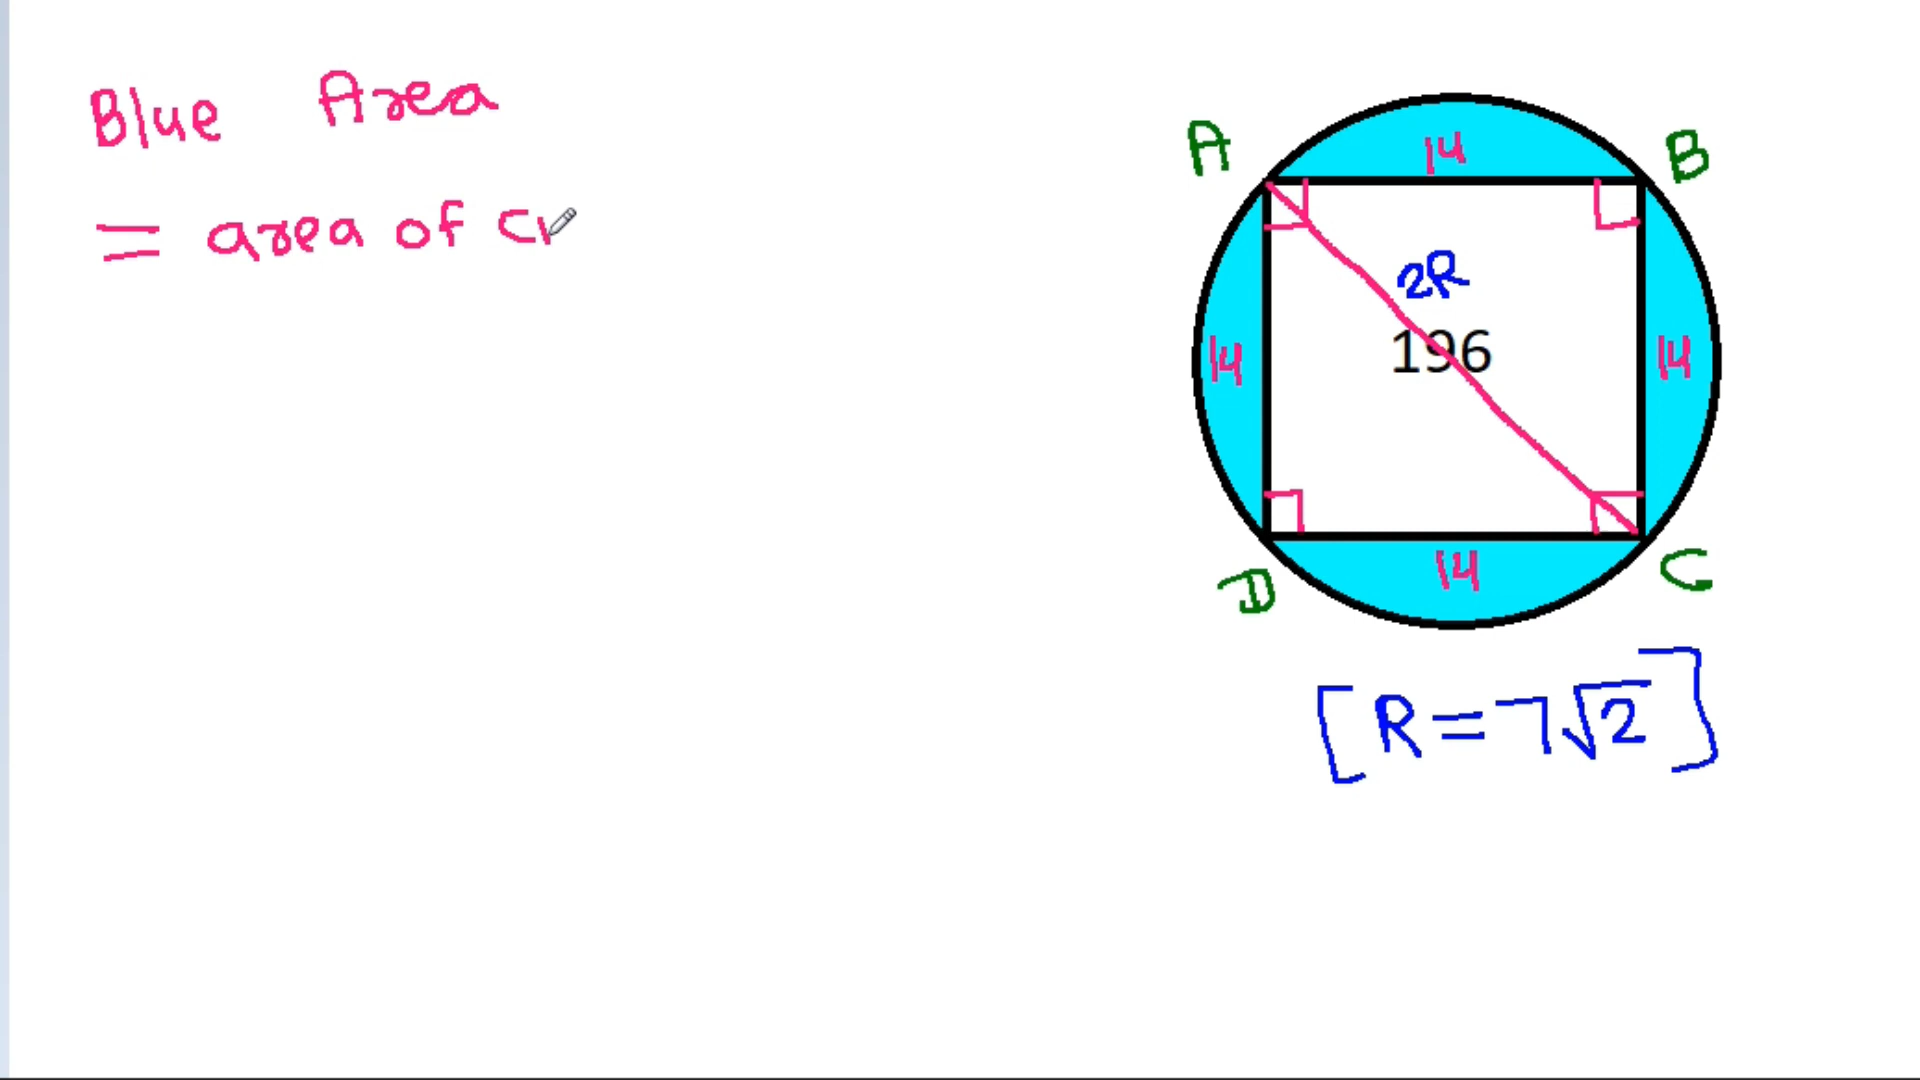 Blue Area
= area of Ci
A
14
B
2R
196
14
14
14
D
C
[R=7√2]